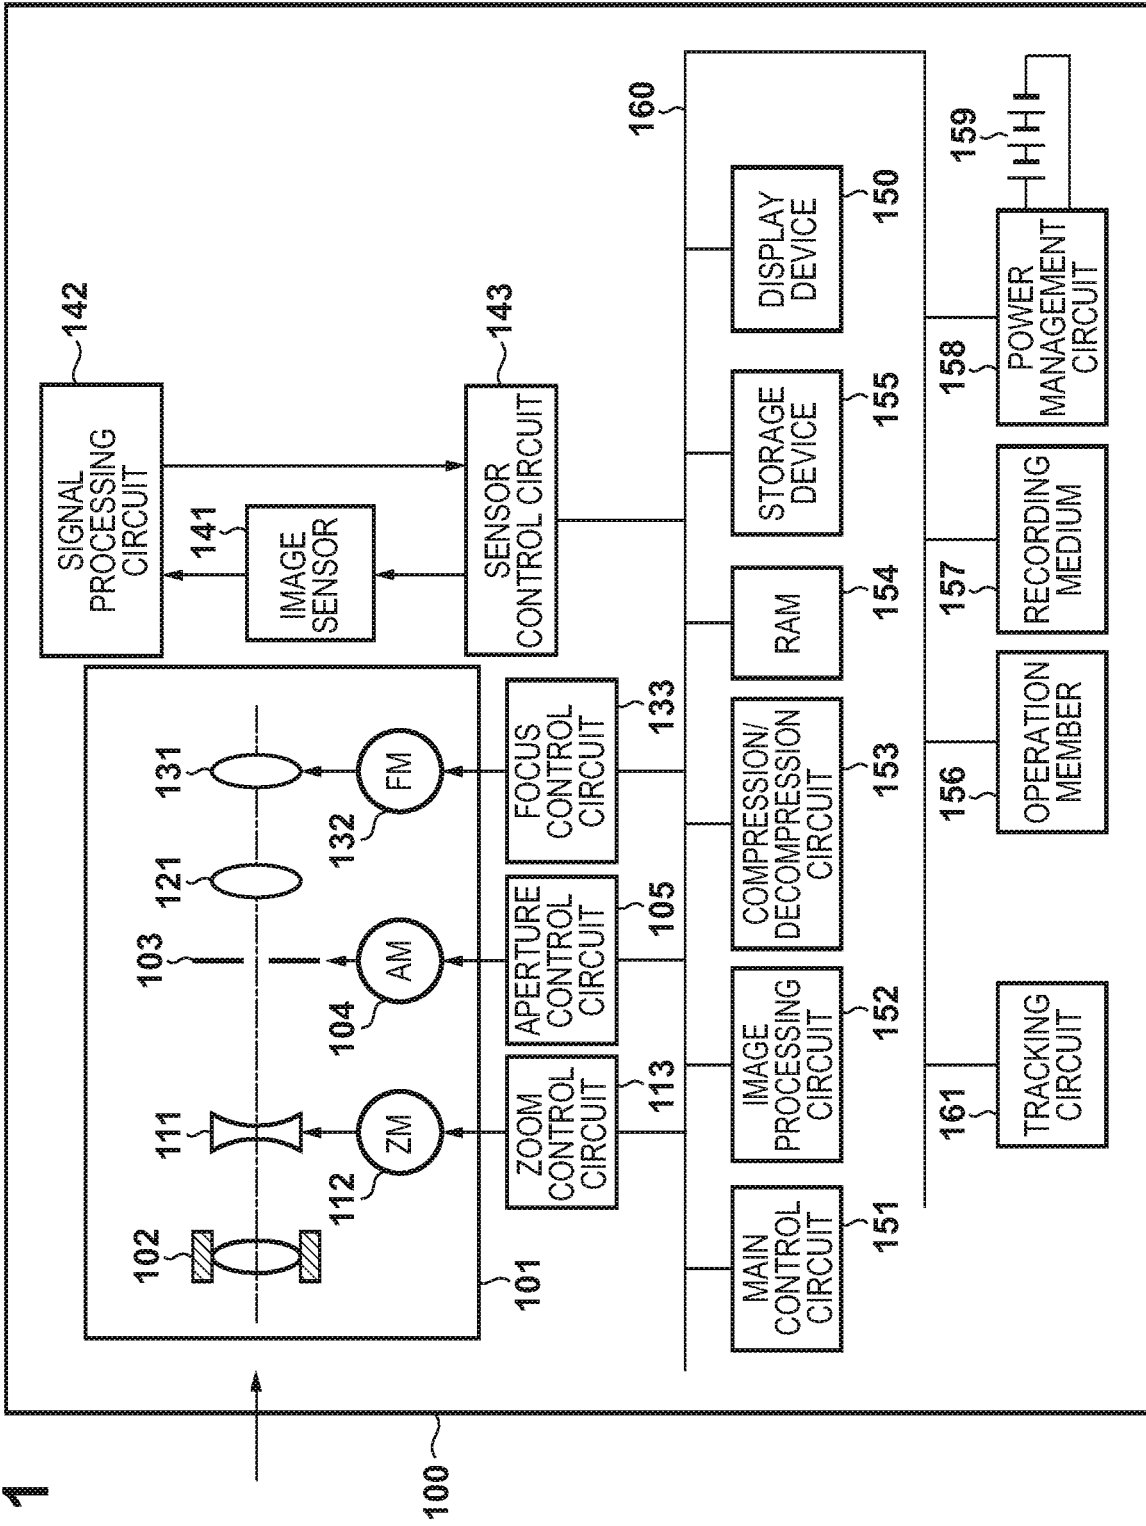 1
100
101
102
111
103
121
131
112
ZM
104
AM
132
FM
ZOOM
CONTROL
CIRCUIT
113
APERTURE
CONTROL
CIRCUIT
105
FOCUS
CONTROL
CIRCUIT
133
SIGNAL
PROCESSING
CIRCUIT
142
141
IMAGE
SENSOR
SENSOR
CONTROL CIRCUIT
143
160
MAIN
CONTROL
CIRCUIT
151
IMAGE
PROCESSING
CIRCUIT
152
COMPRESSION/
DECOMPRESSION
CIRCUIT
153
RAM
154
STORAGE
DEVICE
155
DISPLAY
DEVICE
150
161
TRACKING
CIRCUIT
156
OPERATION
MEMBER
157
RECORDING
MEDIUM
158
POWER
MANAGEMENT
CIRCUIT
159